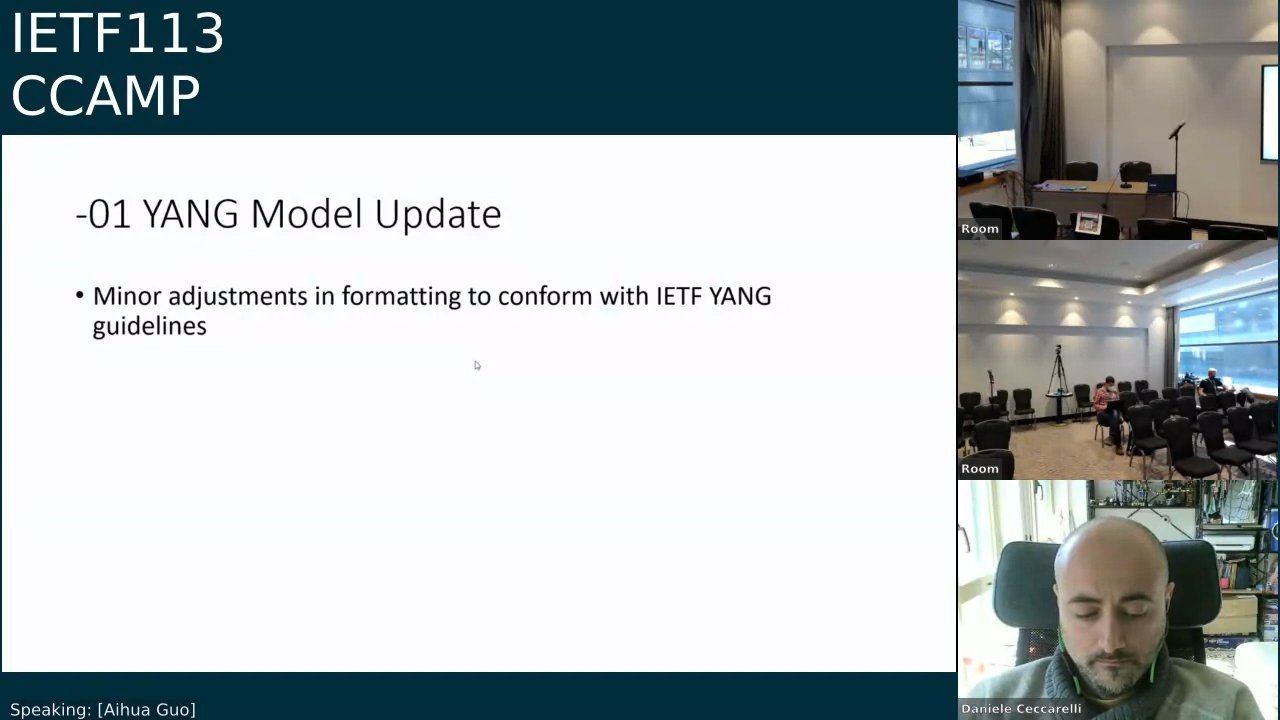 IETF113
CCAMP
-01 YANG Model Update
• Minor adjustments in formatting to conform with IETF YANG
guidelines
Room
Room
Daniele Ceccarelli
Speaking: [Aihua Guo]